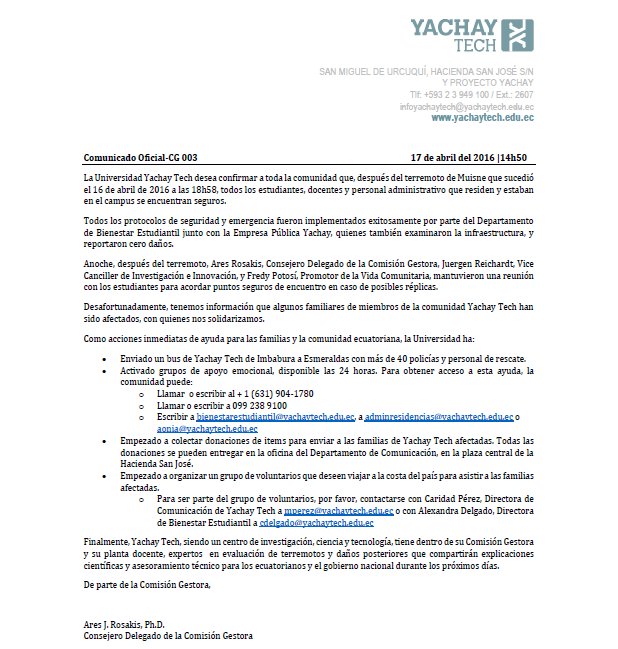 YACHAY
TECH
SAN MIGUEL DE URCUQUÍ, HACIENDA SAN JOSÉ S/N
Y PROYECTO YACHAY
Tlf: +593 2 3 949 100 / Ext.: 2607
infoyachaytech@yachaytech.edu.ec
www.yachaytech.edu.ec
Comunicado Oficial-CG 003 17 de abril del 2016 |14h50
La Universidad Yachay Tech desea confirmar a toda la comunidad que, después del terremoto de Muisne que sucedió
el 16 de abril de 2016 a las 18h58, todos los estudiantes, docentes y personal administrativo que residen y estaban
en el campus se encuentran seguros.
Todos los protocolos de seguridad y emergencia fueron implementados exitosamente por parte del Departamento
de Bienestar Estudiantil junto con la Empresa Pública Yachay, quienes también examinaron la infraestructura, y
reportaron cero daños.
Anoche, después del terremoto, Ares Rosakis, Consejero Delegado de la Comisión Gestora, Juergen Reichardt, Vice
Canciller de Investigación e Innovación, y Fredy Potosí, Promotor de la Vida Comunitaria, mantuvieron una reunión
con los estudiantes para acordar puntos seguros de encuentro en caso de posibles réplicas.
Desafortunadamente, tenemos información que algunos familiares de miembros de la comunidad Yachay Tech han
sido afectados, con quienes nos solidarizamos.
Como acciones inmediatas de ayuda para las familias y la comunidad ecuatoriana, la Universidad ha:
• Enviado un bus de Yachay Tech de Imbabura a Esmeraldas con más de 40 policías y personal de rescate.
• Activado grupos de apoyo emocional, disponible las 24 horas. Para obtener acceso a esta ayuda, la
comunidad puede:
o Llamar o escribir al + 1 (631) 904-1780
o Llamar o escribir a 099 238 9100
o Escribir a bienestarestudiantil@yachaytech.edu.ec, a adminresidencias@yachaytech.edu.ec o
aonia@yachaytech.edu.ec
• Empezado a colectar donaciones de items para enviar a las familias de Yachay Tech afectadas. Todas las
donaciones se pueden entregar en la oficina del Departamento de Comunicación, en la plaza central de la
Hacienda San José.
• Empezado a organizar un grupo de voluntarios que deseen viajar a la costa del país para asistir a las familias
afectadas.
o Para ser parte del grupo de voluntarios, por favor, contactarse con Caridad Pérez, Directora de
Comunicación de Yachay Tech a mperez@yachaytech.edu.ec o con Alexandra Delgado, Directora
de Bienestar Estudiantil a cdelgado@yachaytech.edu.ec
Finalmente, Yachay Tech, siendo un centro de investigación, ciencia y tecnología, tiene dentro de su Comisión Gestora
y su planta docente, expertos en evaluación de terremotos y daños posteriores que compartirán explicaciones
científicas y asesoramiento técnico para los ecuatorianos y el gobierno nacional durante los próximos días.
De parte de la Comisión Gestora,
Ares J. Rosakis, Ph.D.
Consejero Delegado de la Comisión Gestora